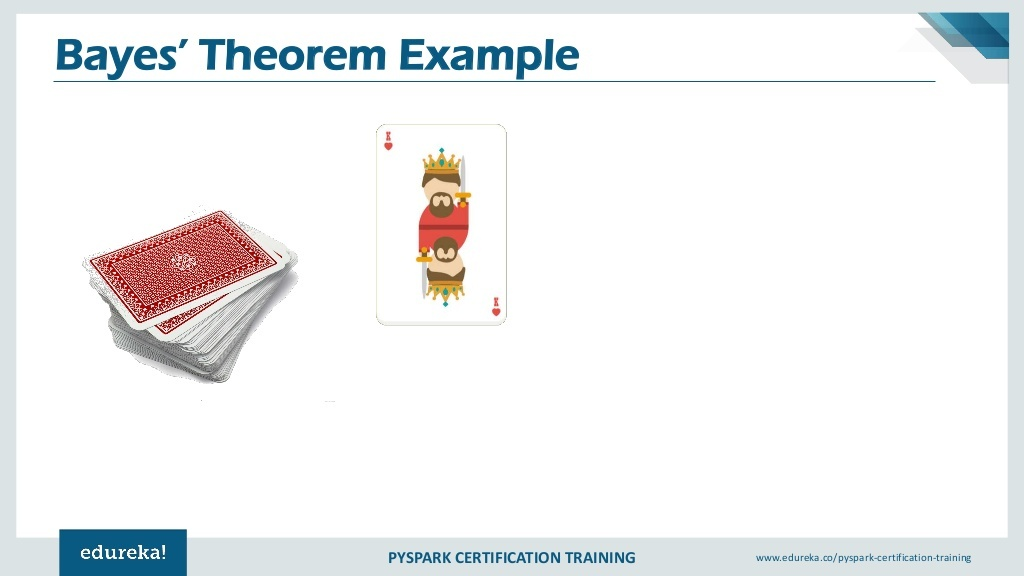 Bayes’ Theorem Example
K
K
edureka!
PYSPARK CERTIFICATION TRAINING
www.edureka.co/pyspark-certification-training